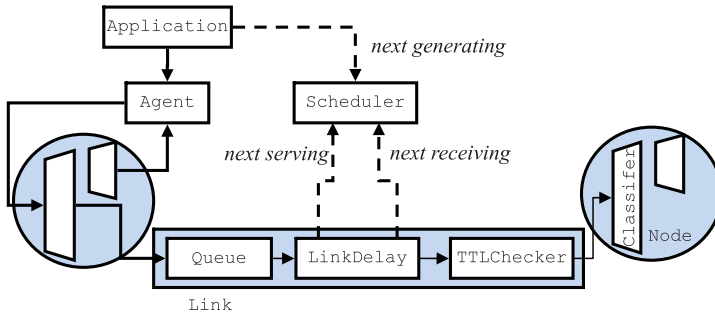 Application
next generating
Agent
Scheduler
next serving
next receiving
Classifer
Node
Queue
LinkDelay
TTLChecker
Link